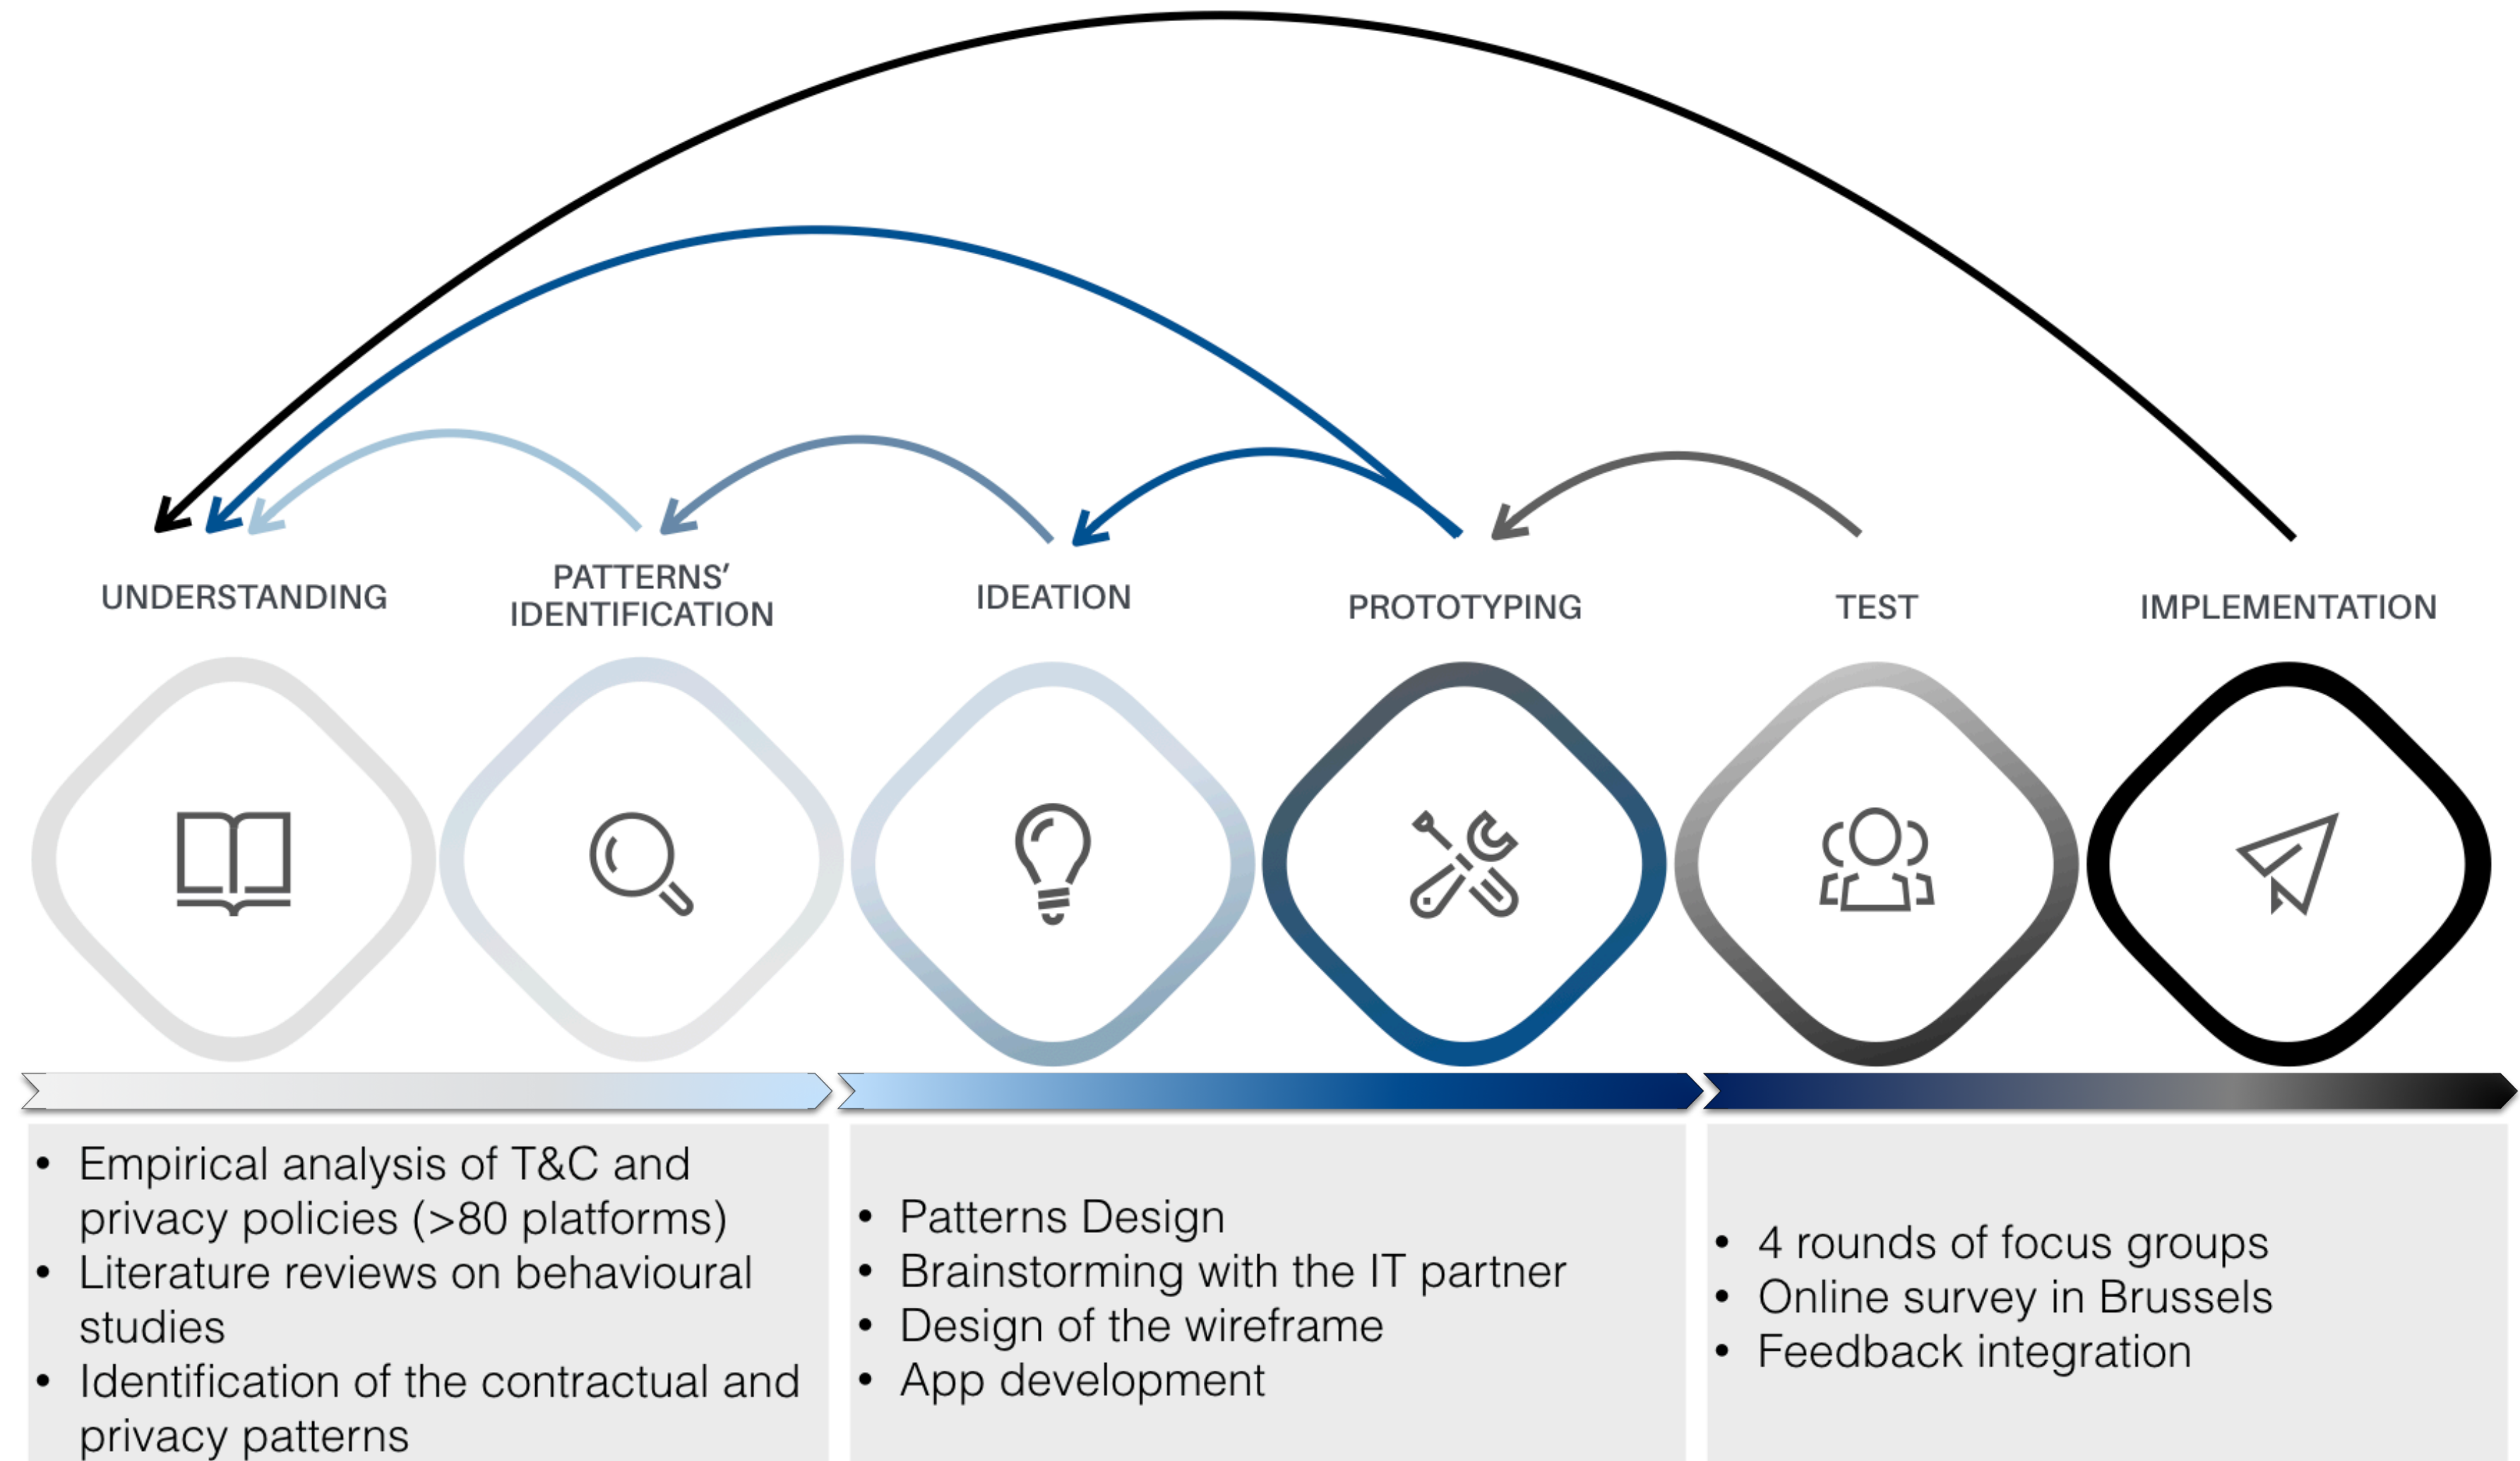 UNDERSTANDING
PATTERNS’
IDENTIFICATION
IDEATION
PROTOTYPING
TEST
IMPLEMENTATION
• Empirical analysis of T&C and
privacy policies (>80 platforms)
• Literature reviews on behavioural
studies
• Identification of the contractual and
privacy patterns
• Patterns Design
• Brainstorming with the IT partner
• Design of the wireframe
• App development
• 4 rounds of focus groups
• Online survey in Brussels
• Feedback integration